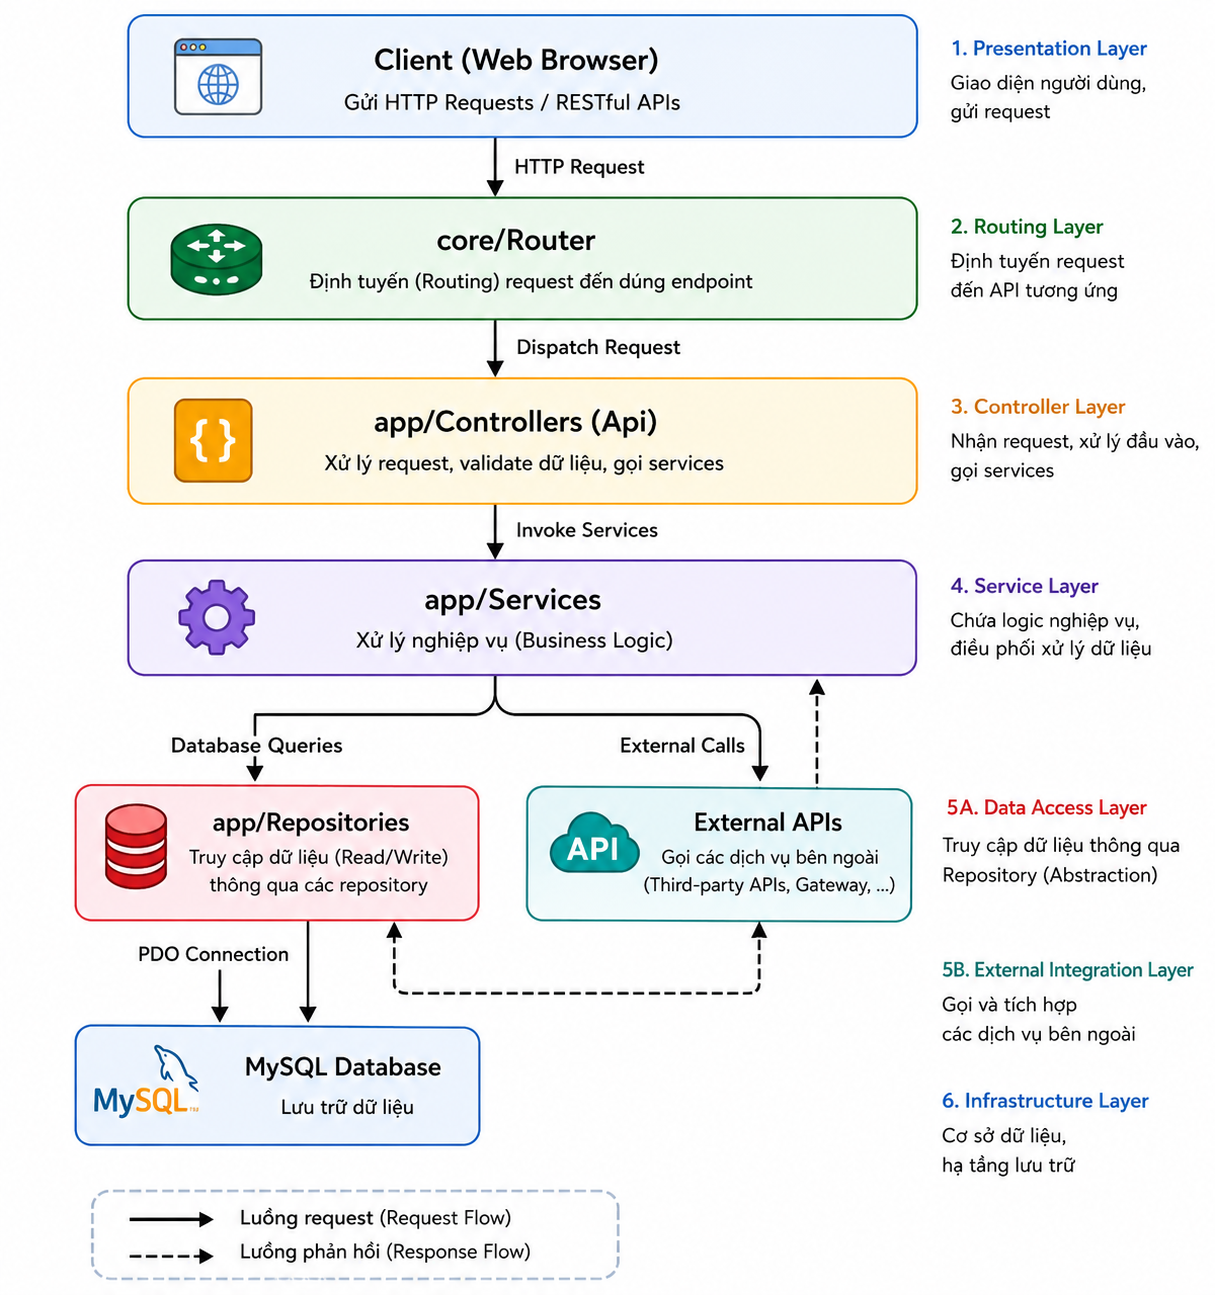 Client (Web Browser)
Gửi HTTP Requests / RESTful APIs
1. Presentation Layer
Giao diện người dùng,
gửi request
HTTP Request
core/Router
Định tuyến (Routing) request đến dúng endpoint
2. Routing Layer
Định tuyến request
đến API tương ứng
Dispatch Request
{ }
app/Controllers (Api)
Xử lý request, validate dữ liệu, gọi services
3. Controller Layer
Nhận request, xử lý đầu vào,
gọi services
Invoke Services
app/Services
Xử lý nghiệp vụ (Business Logic)
4. Service Layer
Chứa logic nghiệp vụ,
điều phối xử lý dữ liệu
Database Queries
External Calls
app/Repositories
Truy cập dữ liệu (Read/Write)
thông qua các repository
API
External APIs
Gọi các dịch vụ bên ngoài
(Third-party APIs, Gateway, ...)
5A. Data Access Layer
Truy cập dữ liệu thông qua
Repository (Abstraction)
PDO Connection
5B. External Integration Layer
Gọi và tích hợp
các dịch vụ bên ngoài
MySQL™
MySQL Database
Lưu trữ dữ liệu
6. Infrastructure Layer
Cơ sở dữ liệu,
hạ tầng lưu trữ
Luồng request (Request Flow)
Luồng phản hồi (Response Flow)